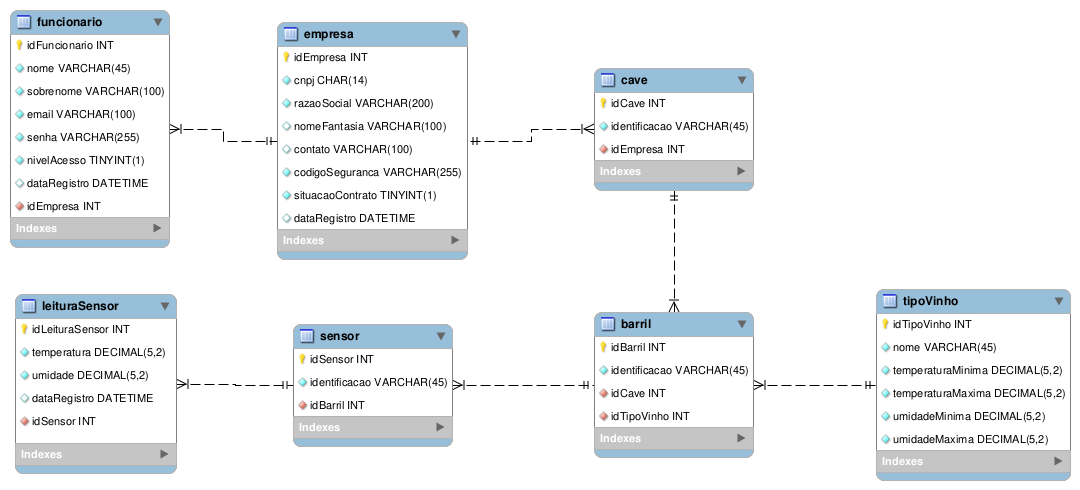 funcionario
idFuncionario INT
nome VARCHAR(45)
sobrenome VARCHAR(100)
email VARCHAR(100)
senha VARCHAR(255)
nivelAcesso TINYINT(1)
dataRegistro DATETIME
idEmpresa INT
Indexes
empresa
idEmpresa INT
cnpj CHAR(14)
razaoSocial VARCHAR(200)
nomeFantasia VARCHAR(100)
contato VARCHAR(100)
codigoSeguranca VARCHAR(255)
situacaoContrato TINYINT(1)
dataRegistro DATETIME
Indexes
cave
idCave INT
identificacao VARCHAR(45)
idEmpresa INT
Indexes
leituraSensor
idLeituraSensor INT
temperatura DECIMAL(5,2)
umidade DECIMAL(5,2)
dataRegistro DATETIME
idSensor INT
Indexes
sensor
idSensor INT
identificacao VARCHAR(45)
idBarril INT
Indexes
barril
idBarril INT
identificacao VARCHAR(45)
idCave INT
idTipoVinho INT
Indexes
tipoVinho
idTipoVinho INT
nome VARCHAR(45)
temperaturaMinima DECIMAL(5,2)
temperaturaMaxima DECIMAL(5,2)
umidadeMinima DECIMAL(5,2)
umidadeMaxima DECIMAL(5,2)
Indexes